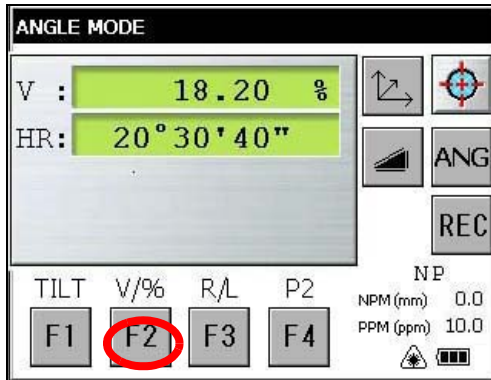 ANGLE MODE
V : 18.20 %
HR: 20°30'40"
ANG
REC
TILT V/% R/L P2
F1 F2 F3 F4
NP
NPM (mm) 0.0
PPM (ppm) 10.0